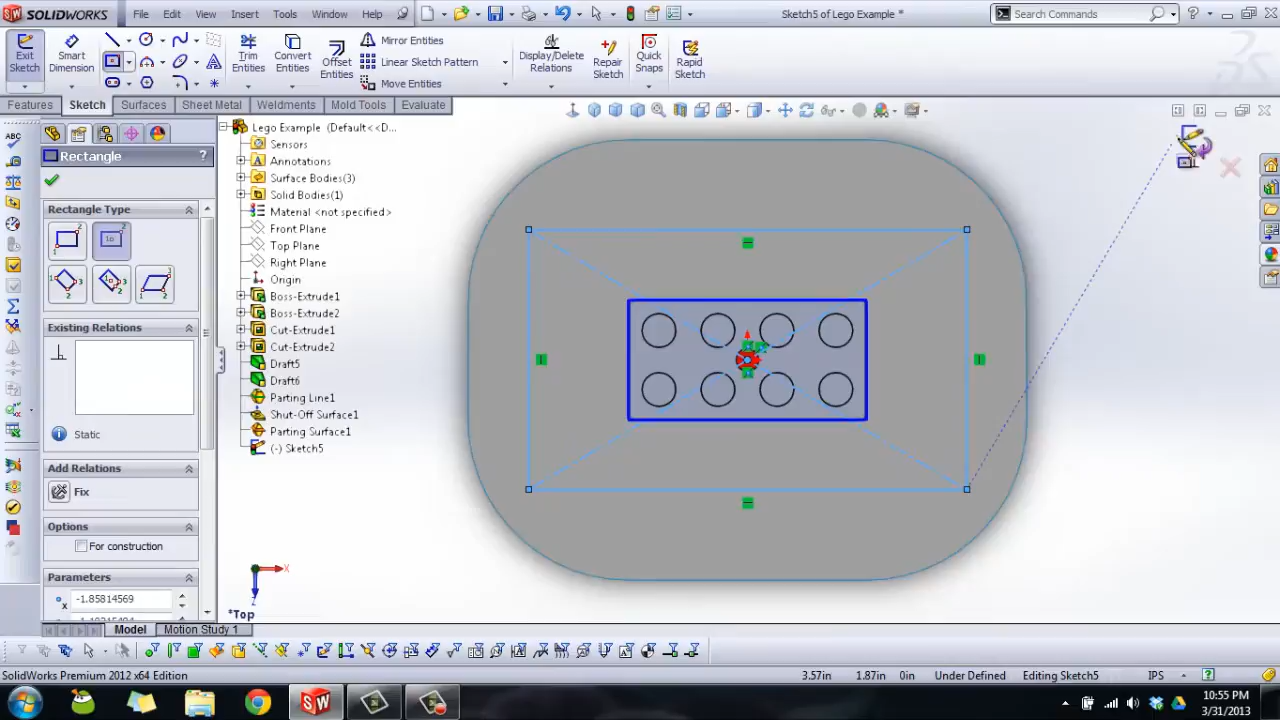 SOLIDWORKS File Edit View Insert Tools Window Help Sketch5 of Lego Example * Search Commands
Exit Sketch Smart Dimension Trim Entities Convert Entities Offset Entities Mirror Entities Linear Sketch Pattern Move Entities Display/Delete Relations Repair Sketch Quick Snaps Rapid Sketch
Features Sketch Surfaces Sheet Metal Weldments Mold Tools Evaluate
Rectangle ?
Rectangle Type
Existing Relations
Static
Add Relations
Fix
Options
For construction
Parameters
-1.85814569
Lego Example (Default<<D...
Sensors
Annotations
Surface Bodies(3)
Solid Bodies(1)
Material <not specified>
Front Plane
Top Plane
Right Plane
Origin
Boss-Extrude1
Boss-Extrude2
Cut-Extrude1
Cut-Extrude2
Draft5
Draft6
Parting Line1
Shut-Off Surface1
Parting Surface1
(-) Sketch5
X
Z
*Top
Model Motion Study 1
SolidWorks Premium 2012 x64 Edition 3.57in 1.87in 0in Under Defined Editing Sketch5 IPS
10:55 PM
3/31/2013